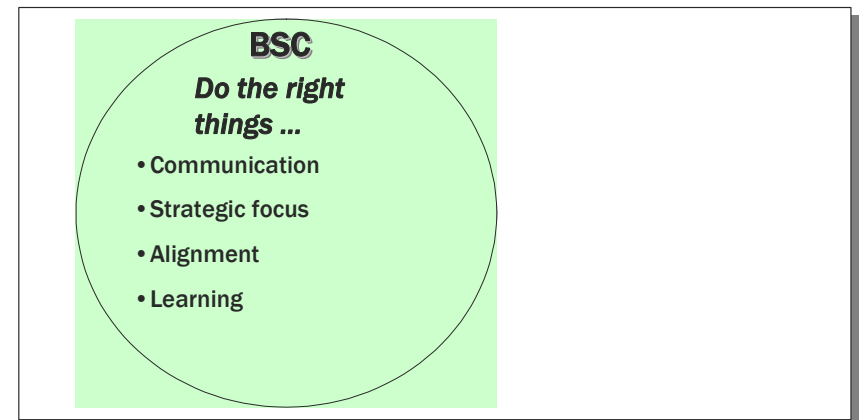 BSC
Do the right
things ...
• Communication
• Strategic focus
• Alignment
• Learning